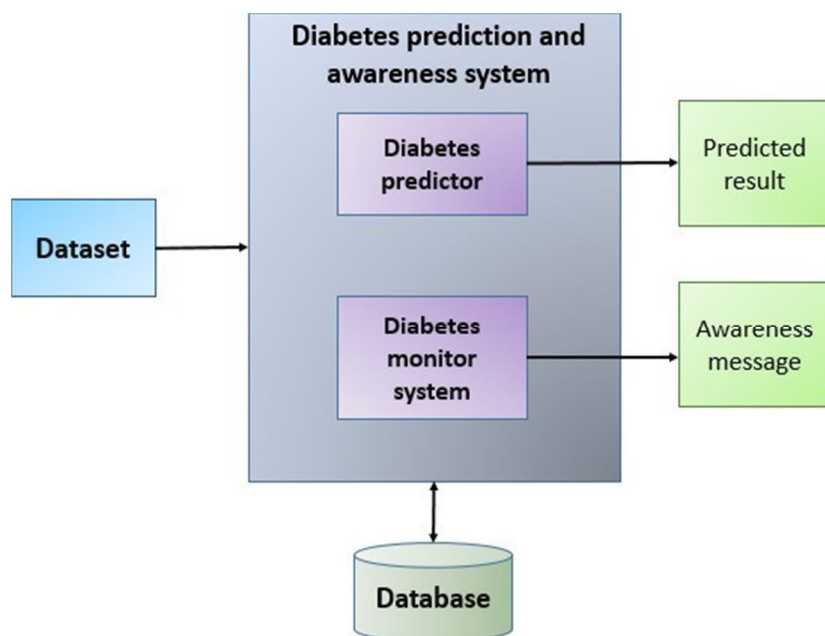 Diabetes prediction and
awareness system
Diabetes
predictor
Predicted
result
Dataset
Diabetes
monitor
system
Awareness
message
Database